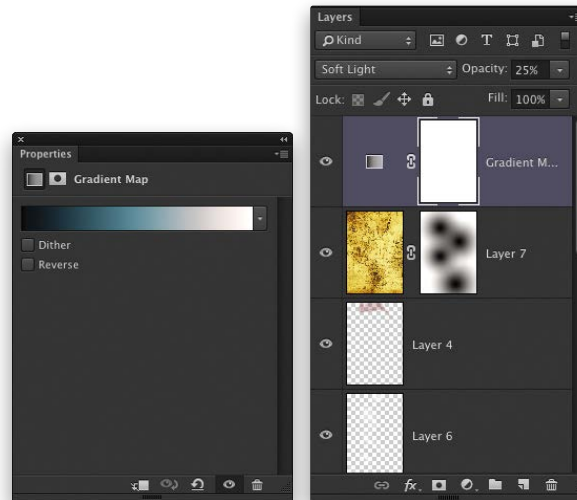 Properties
Gradient Map
Dither
Reverse
Layers
Kind
Soft Light Opacity: 25%
Lock: Fill: 100%
Gradient M...
Layer 7
Layer 4
Layer 6